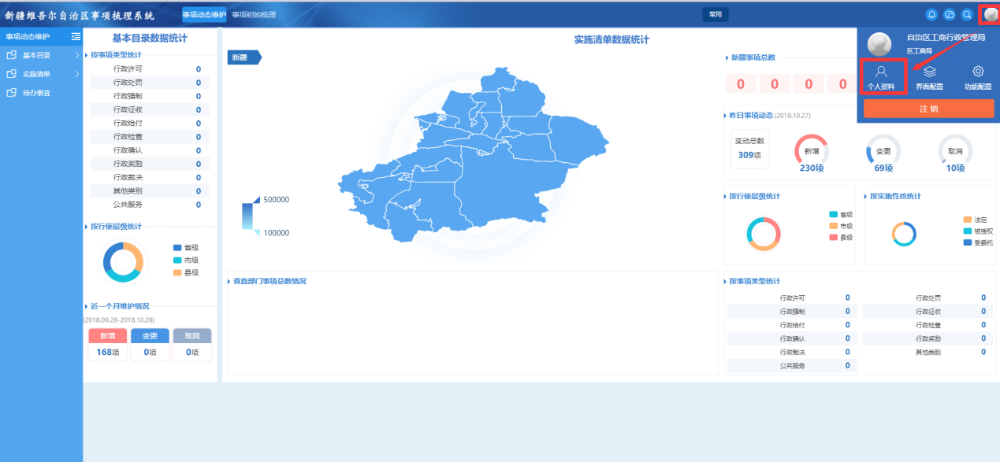 新疆维吾尔自治区事项梳理系统
事项动态维护 事项初始梳理
常用
事项动态维护
基本目录
实施清单
待办事宜
基本目录数据统计
按事项类型统计
行政许可 0
行政处罚 0
行政强制 0
行政征收 0
行政给付 0
行政检查 0
行政确认 0
行政奖励 0
行政裁决 0
其他类别 0
公共服务 0
按行使层级统计
省级
市级
县级
近一个月维护情况
(2018.09.28-2018.10.28)
新增 变更 取消
168项 0项 0项
实施清单数据统计
新疆
500000
100000
省直部门事项总数情况
新疆事项总数
0 0 0 0
昨日事项动态(2018.10.27)
变动总数
309项
新增
230项
变更
69项
取消
10项
按行使层级统计
省级
市级
县级
按实施性质统计
法定
被授权
受委托
按事项类型统计
行政许可 0 行政处罚 0
行政强制 0 行政征收 0
行政给付 0 行政检查 0
行政确认 0 行政奖励 0
行政裁决 0 其他类别 0
公共服务 0
自治区工商行政管理局
区工商局
个人资料 界面配置 功能配置
注 销